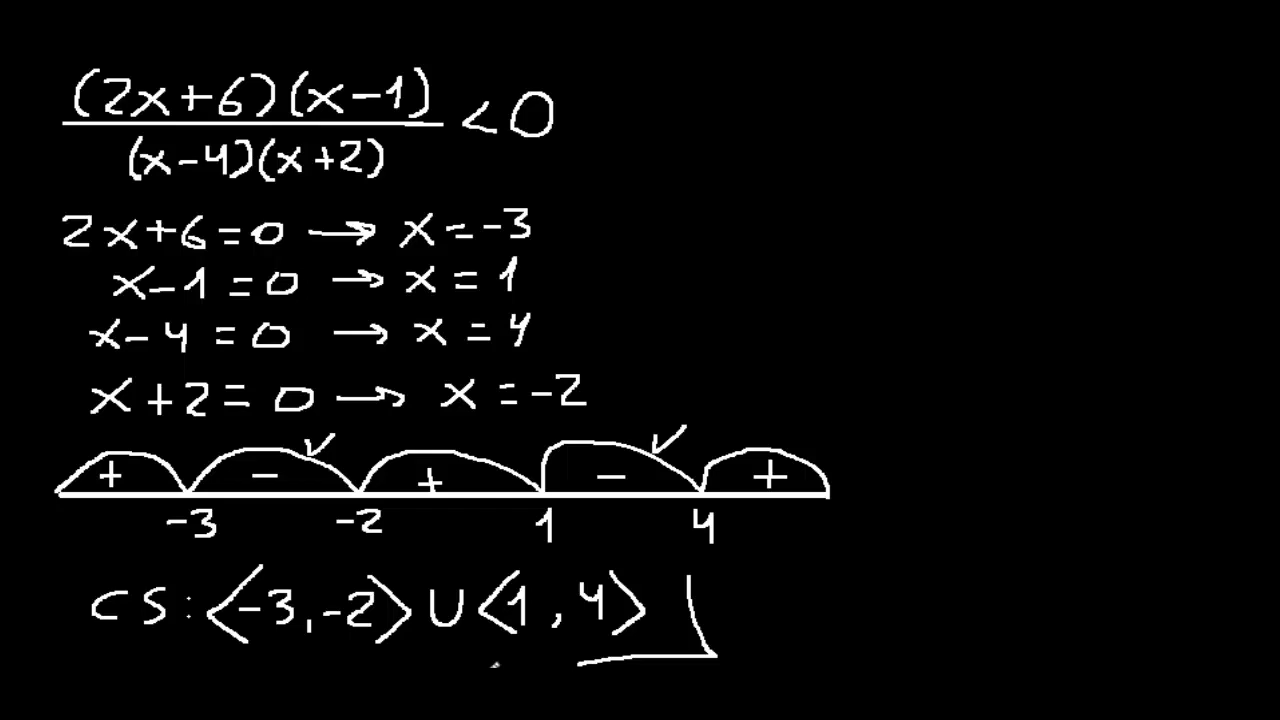 (2x+6)(x-1)
(x-4)(x+2) <0
2x+6=0 → x=-3
x-1=0 → x=1
x-4=0 → x=4
x+2=0 → x=-2
+ - + - +
-3 -2 1 4
CS:<-3,-2>U<1,4>